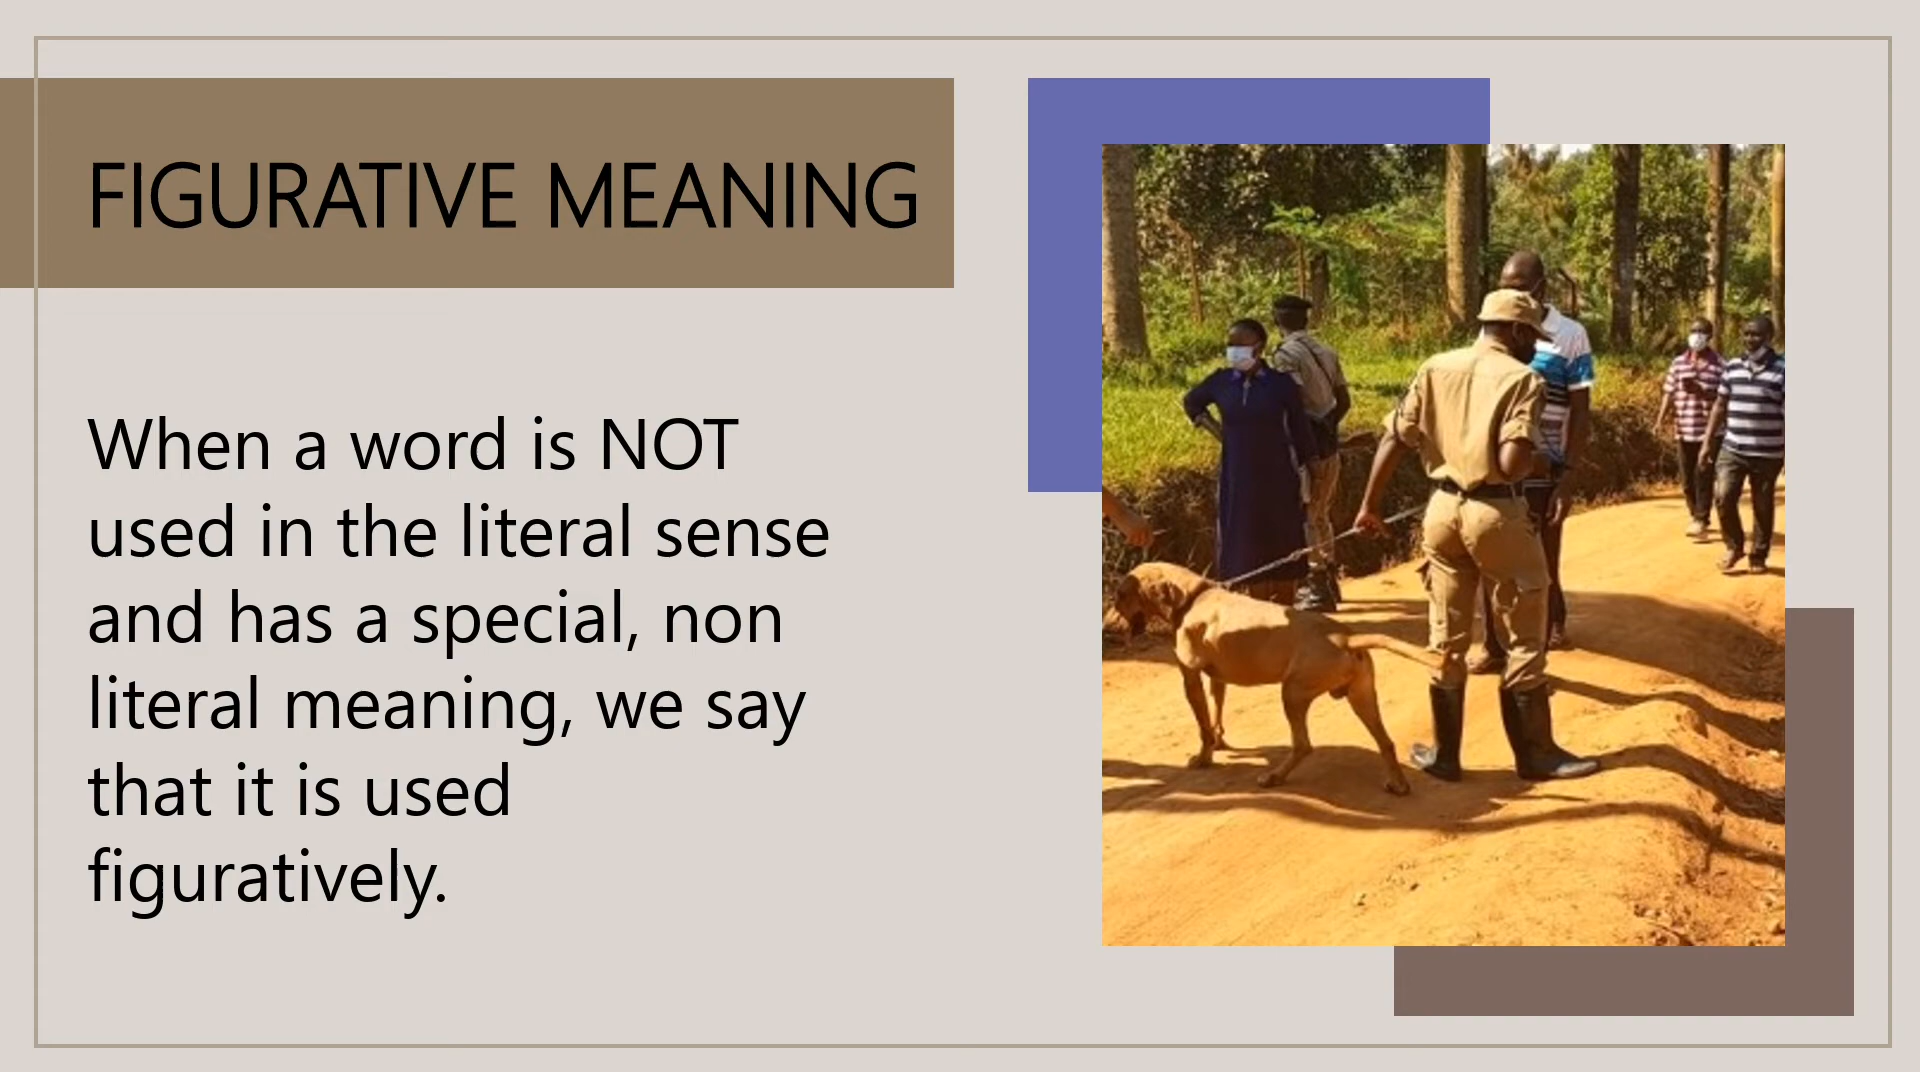 FIGURATIVE MEANING
When a word is NOT
used in the literal sense
and has a special, non
literal meaning, we say
that it is used
figuratively.